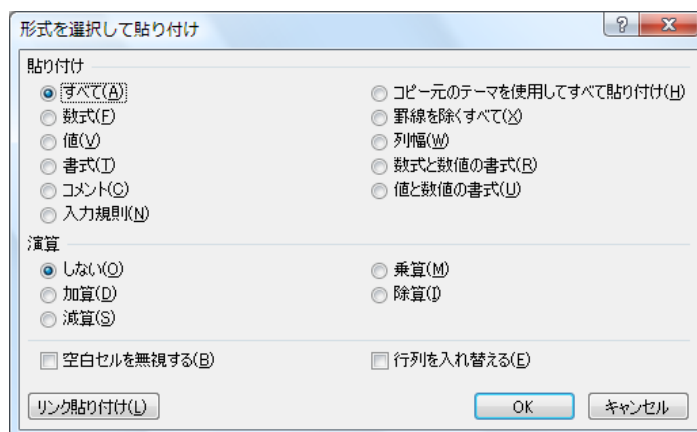 形式を選択して貼り付け
貼り付け
すべて(A)
数式(F)
値(V)
書式(T)
コメント(C)
入力規則(N)
コピー元のテーマを使用してすべて貼り付け(H)
罫線を除くすべて(X)
列幅(W)
数式と数値の書式(R)
値と数値の書式(U)
演算
しない(O)
加算(D)
減算(S)
乗算(M)
除算(I)
空白セルを無視する(B)
行列を入れ替える(E)
リンク貼り付け(L)
OK
キャンセル